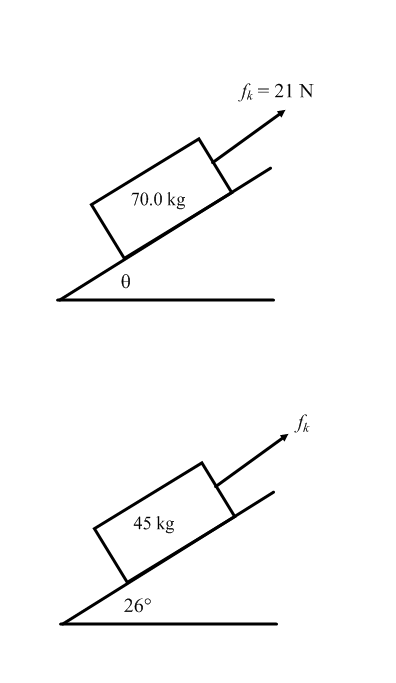 fk = 21 N
70.0 kg
θ
fk
45 kg
26°